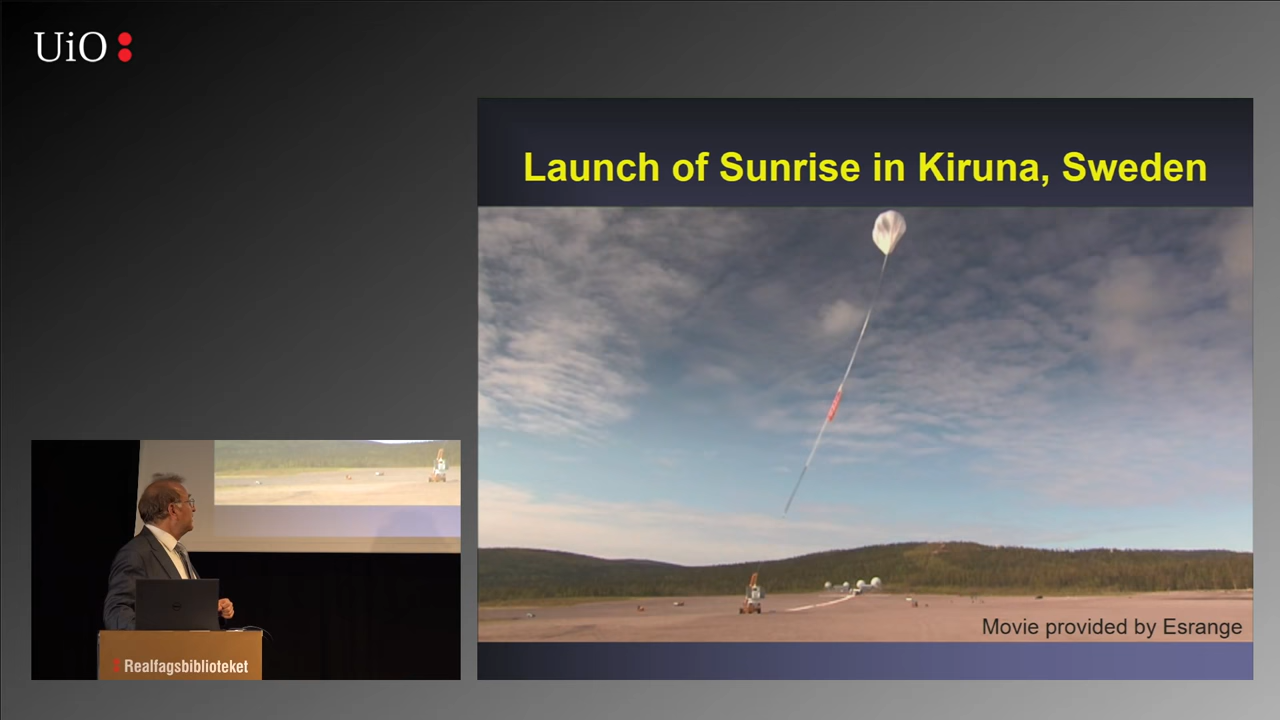 UiO
Launch of Sunrise in Kiruna, Sweden
Movie provided by Esrange
Realfagsbiblioteket